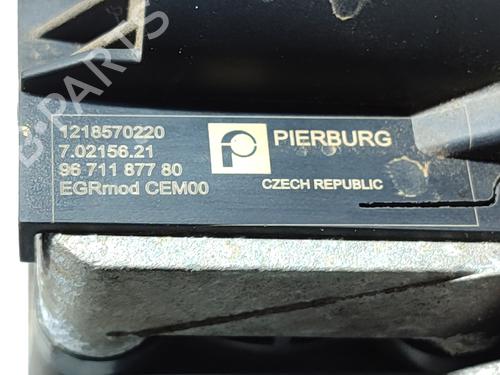 1218570220
7.02156.21
96 711 877 80
EGRmod CEM00
PIERBURG
CZECH REPUBLIC
B-PARTS